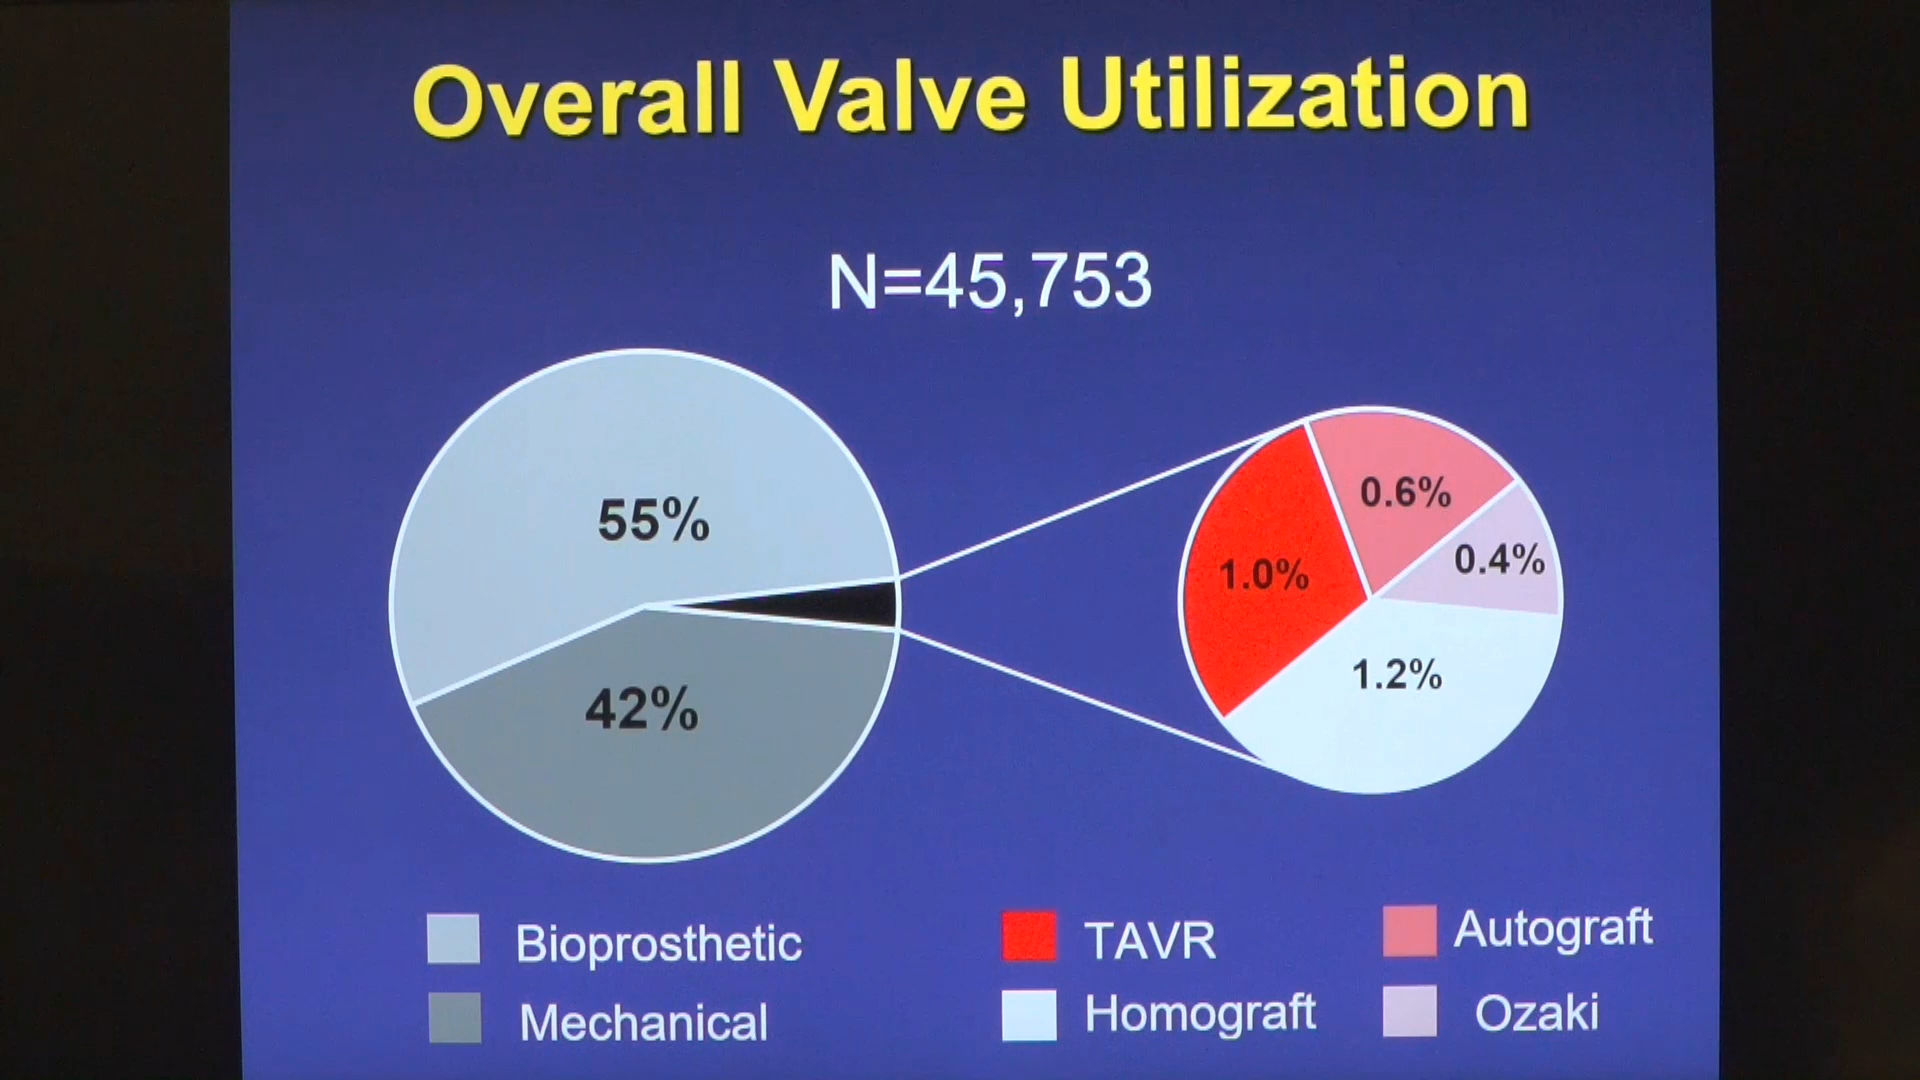 Overall Valve Utilization
N=45,753
55%
42%
0.6%
0.4%
1.0%
1.2%
Bioprosthetic
Mechanical
TAVR
Homograft
Autograft
Ozaki